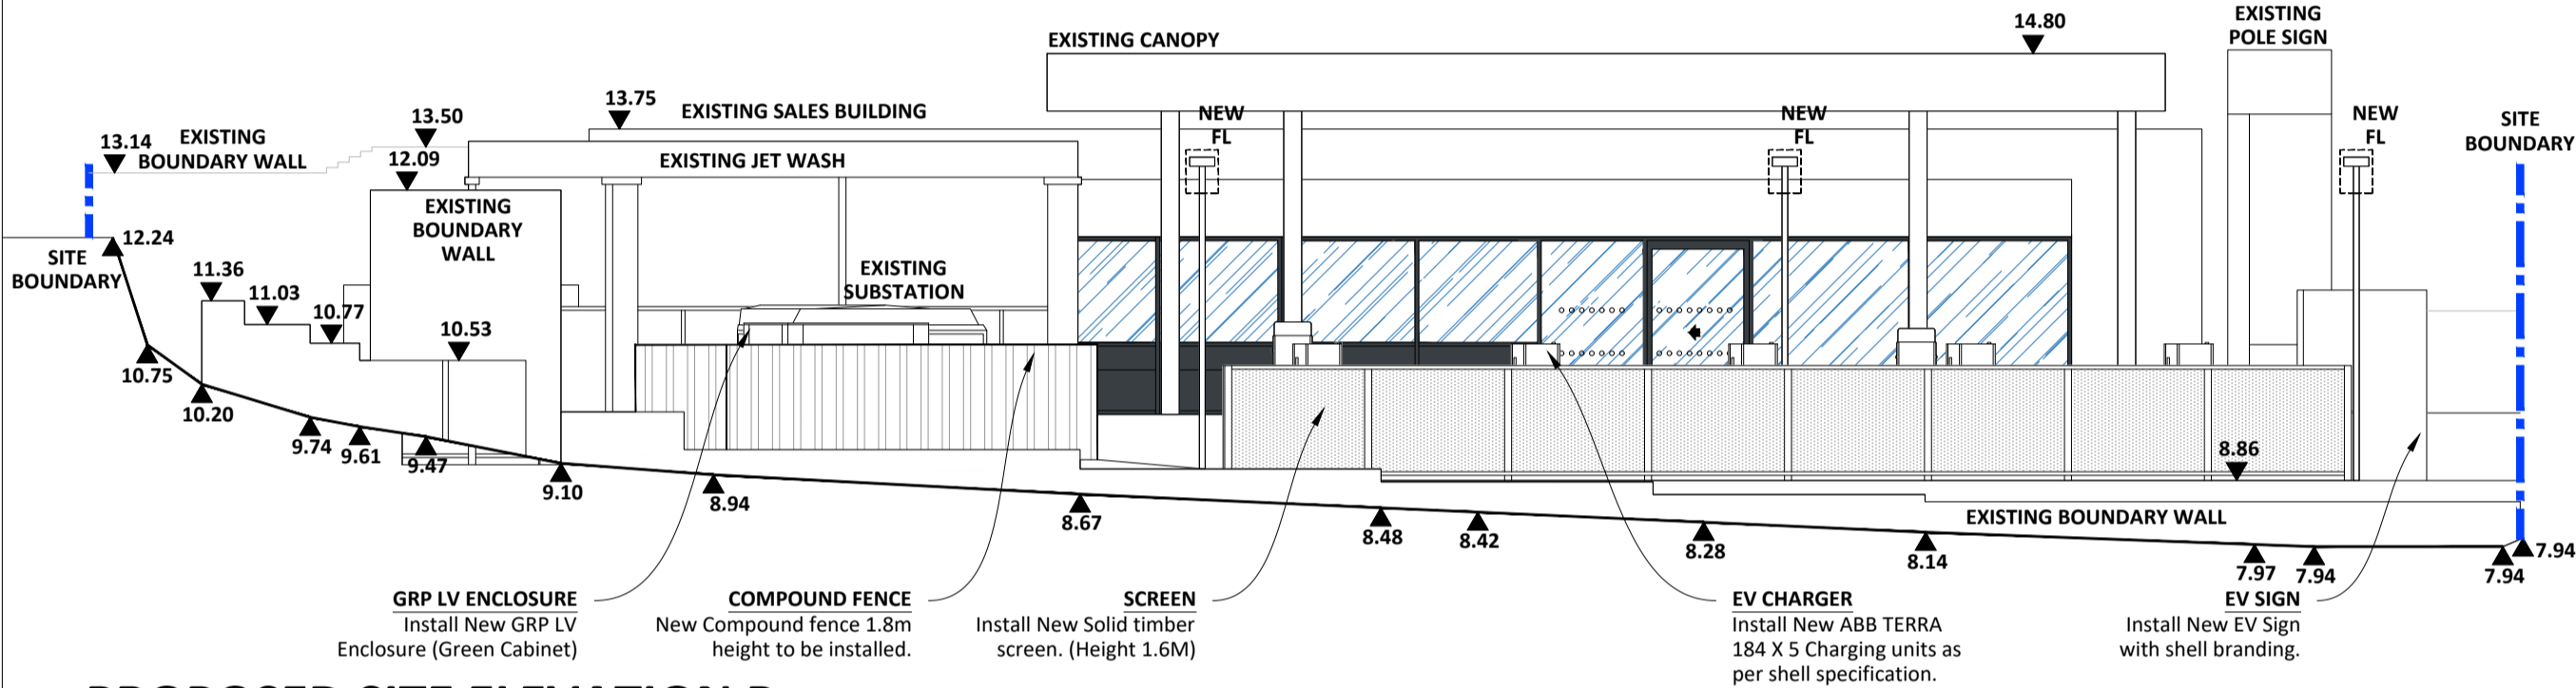 EXISTING
POLE SIGN
14.80
EXISTING CANOPY
13.75
EXISTING SALES BUILDING
NEW
FL
NEW
FL
NEW
FL
SITE
BOUNDARY
13.50
13.14
EXISTING
BOUNDARY WALL
12.09
EXISTING JET WASH
EXISTING
BOUNDARY
WALL
12.24
SITE
BOUNDARY
11.36
11.03
10.77
10.53
EXISTING
SUBSTATION
10.75
10.20
9.74
9.61
9.47
9.10
8.94
8.67
8.48
8.42
8.28
8.14
8.86
EXISTING BOUNDARY WALL
7.97
7.94
7.94
7.94
GRP LV ENCLOSURE
Install New GRP LV
Enclosure (Green Cabinet)
COMPOUND FENCE
New Compound fence 1.8m
height to be installed.
SCREEN
Install New Solid timber
screen. (Height 1.6M)
EV CHARGER
Install New ABB TERRA
184 X 5 Charging units as
per shell specification.
EV SIGN
Install New EV Sign
with shell branding.